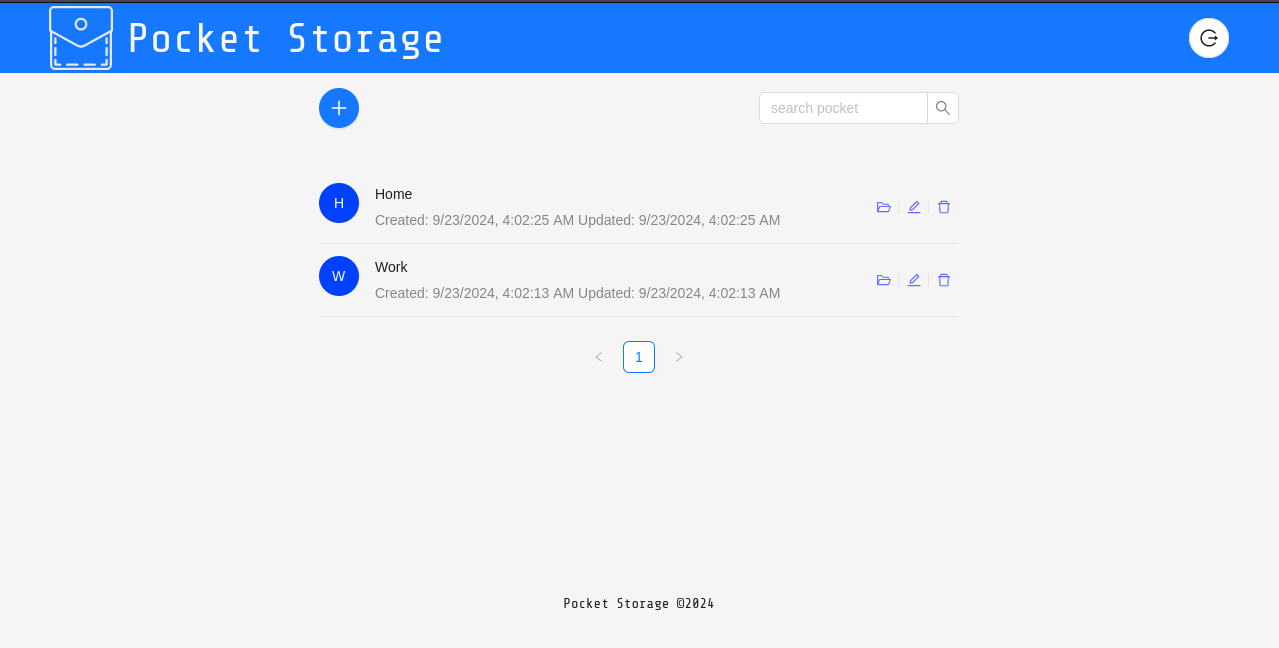 Pocket Storage
search pocket
H
Home
Created: 9/23/2024, 4:02:25 AM Updated: 9/23/2024, 4:02:25 AM
W
Work
Created: 9/23/2024, 4:02:13 AM Updated: 9/23/2024, 4:02:13 AM
1
Pocket Storage ©2024